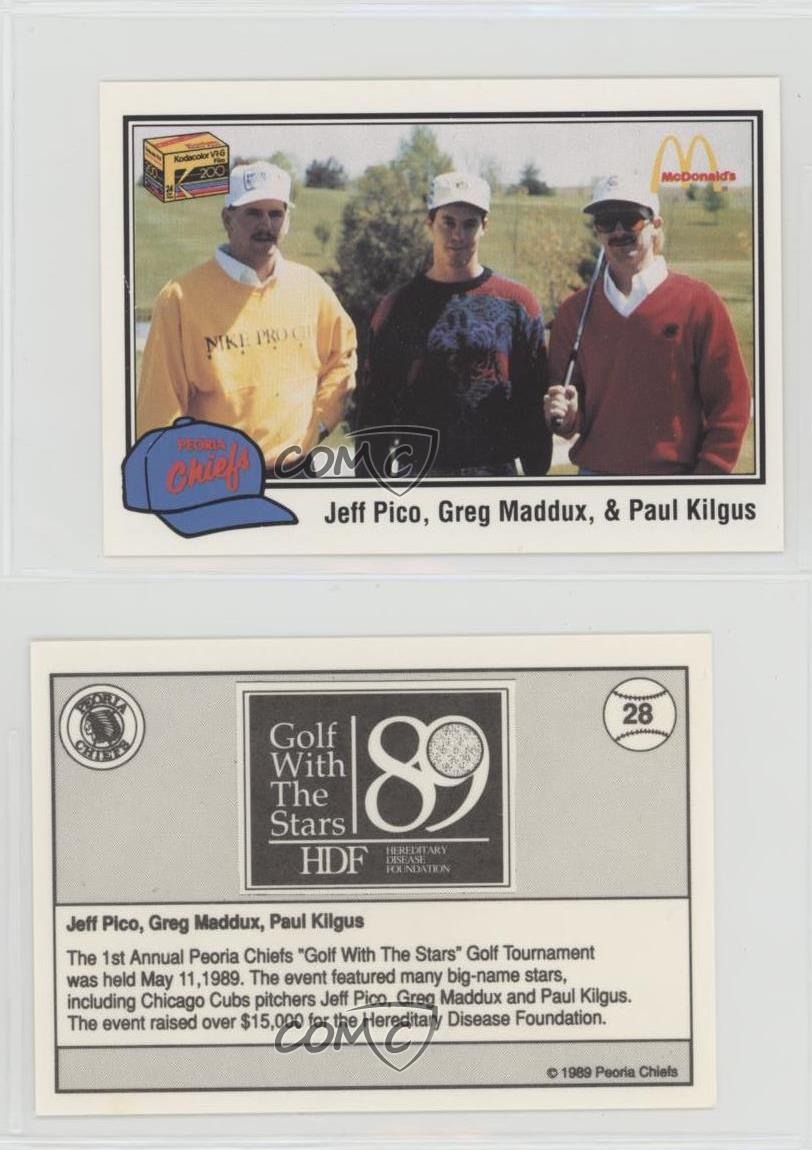 Kodacolor VR-G
Film
200
24
McDonald's
NIKE PRO
PEORIA
Chiefs
COMC
Jeff Pico, Greg Maddux, & Paul Kilgus
PEORIA
CHIEFS
28
Golf
With
The
Stars
89
HDF
HEREDITARY
DISEASE
FOUNDATION
Jeff Pico, Greg Maddux, Paul Kilgus
The 1st Annual Peoria Chiefs "Golf With The Stars" Golf Tournament
was held May 11,1989. The event featured many big-name stars,
including Chicago Cubs pitchers Jeff Pico, Greg Maddux and Paul Kilgus.
The event raised over $15,000 for the Hereditary Disease Foundation.
COMC
© 1989 Peoria Chiefs